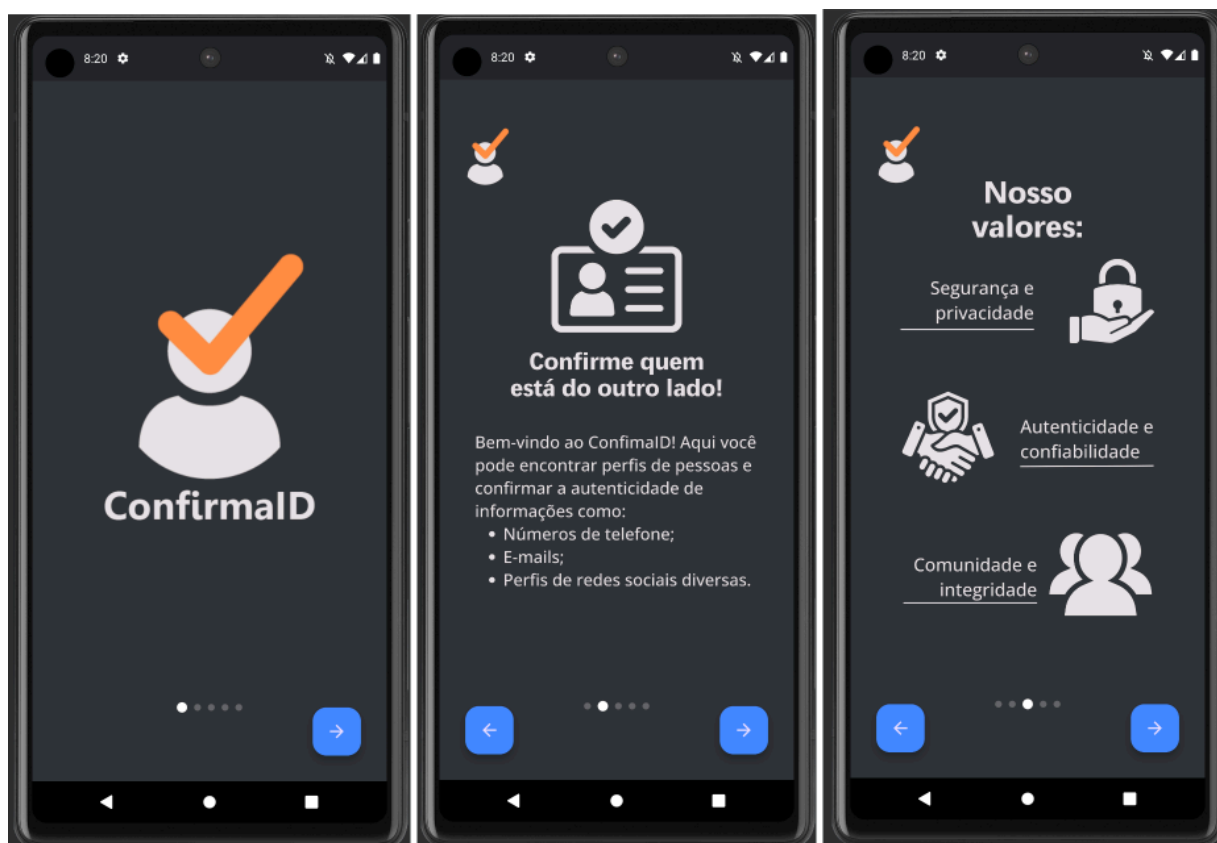 8:20
ConfirmaID
8:20
Confirme quem
está do outro lado!
Bem-vindo ao ConfimaID! Aqui você
pode encontrar perfis de pessoas e
confirmar a autenticidade de
informações como:
• Números de telefone;
• E-mails;
• Perfis de redes sociais diversas.
8:20
Nosso
valores:
Segurança e
privacidade
Autenticidade e
confiabilidade
Comunidade e
integridade